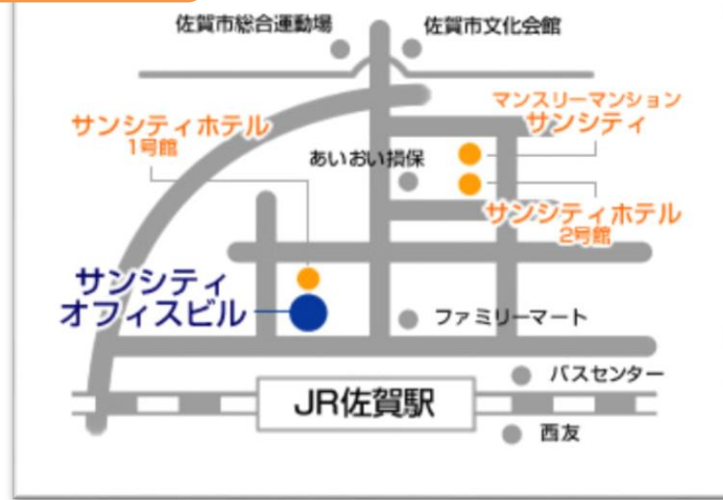 佐賀市総合運動場
佐賀市文化会館
マンスリーマンション
サンシティ
サンシティホテル
1号館
あいおい損保
サンシティホテル
2号館
サンシティ
オフィスビル
ファミリーマート
バスセンター
JR佐賀駅
西友